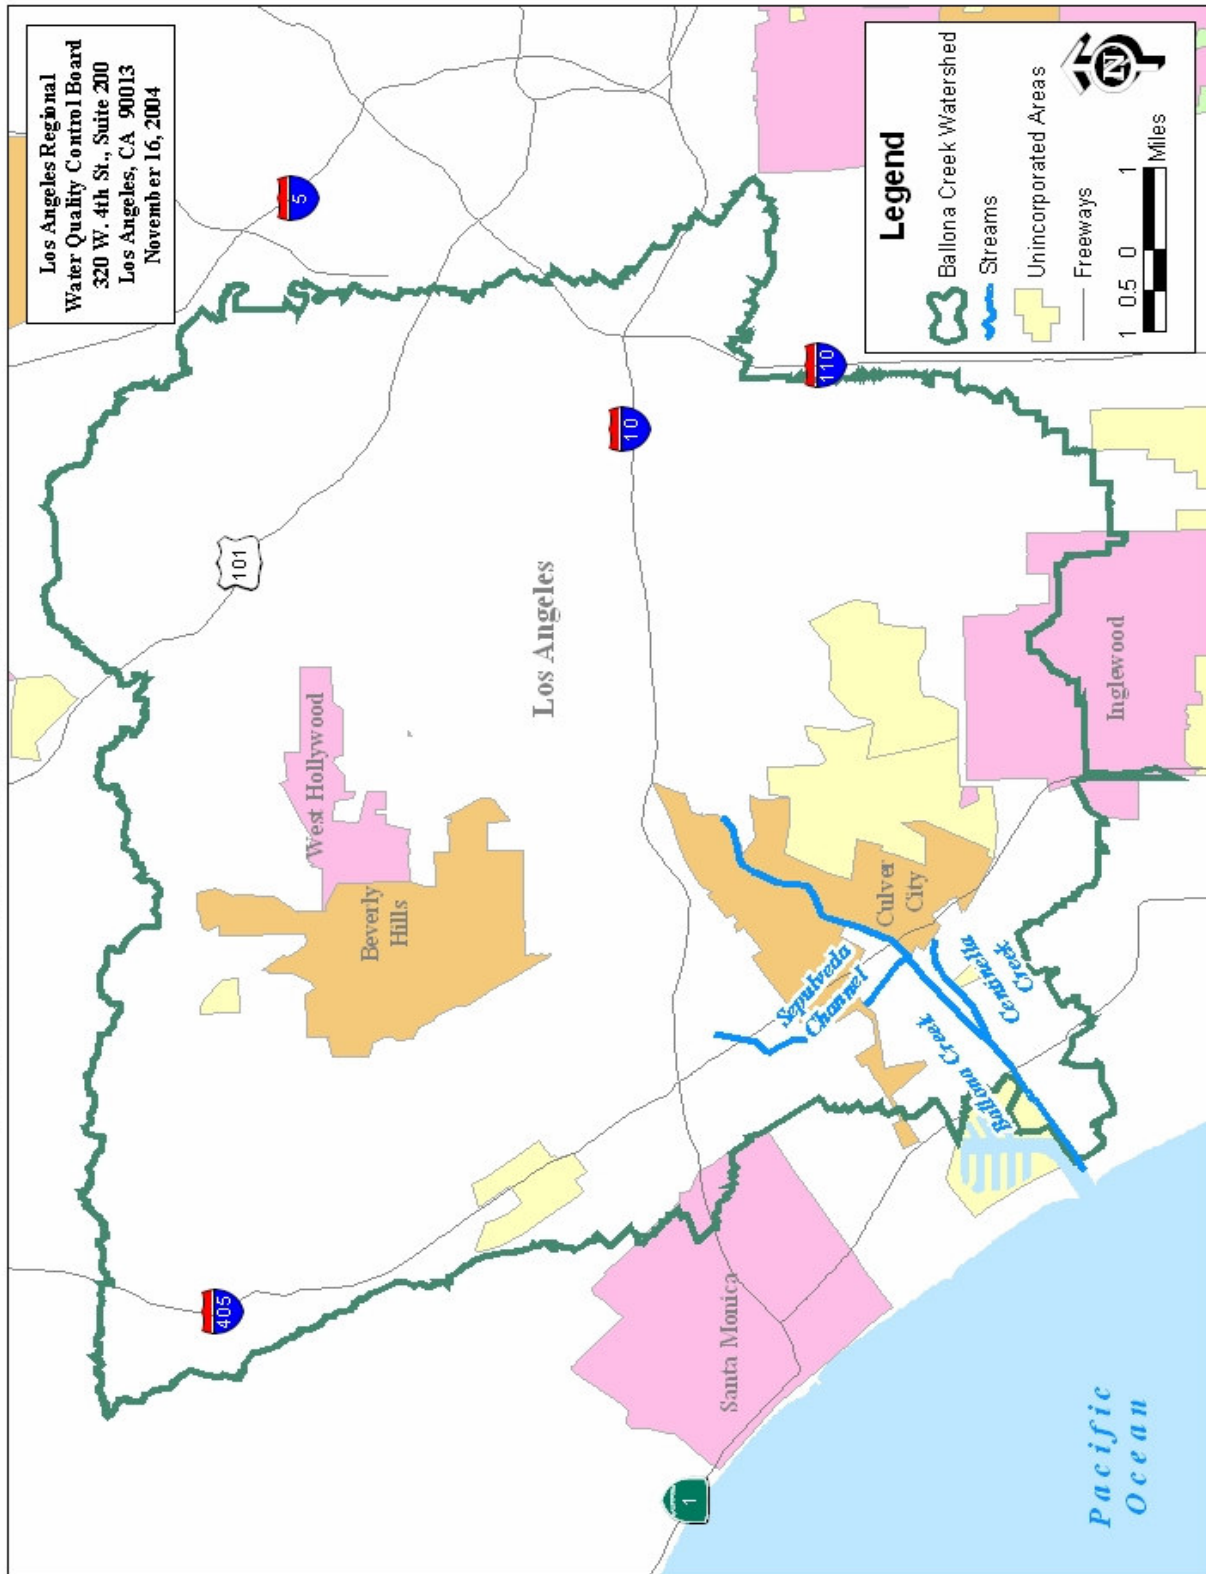 Los Angeles Regional
Water Quality Control Board
320 W. 4th St., Suite 200
Los Angeles, CA 90013
November 16, 2004
5
405
101
West Hollywood
Beverly
Hills
Los Angeles
10
110
1
Santa Monica
Sepulveda
Channel
Culver
City
Ballona Creek
Centinella
Creek
Inglewood
Pacific
Ocean
Legend
Ballona Creek Watershed
Streams
Unincorporated Areas
Freeways
1 0.5 0 1
Miles
N